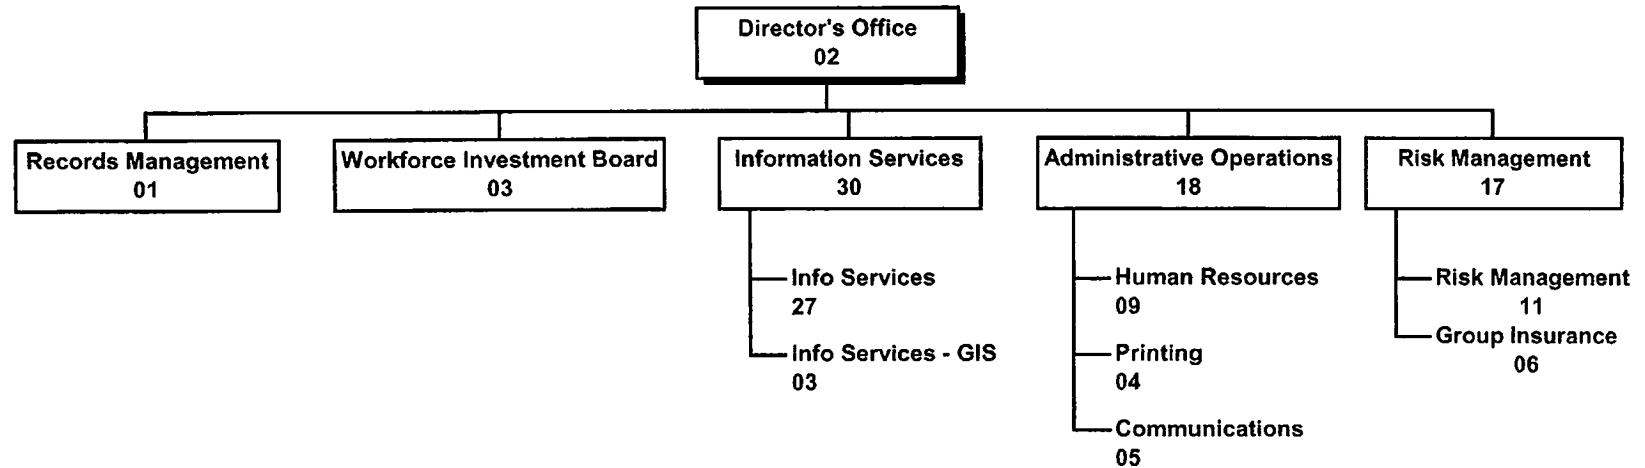 Director's Office
02
Records Management
01
Workforce Investment Board
03
Information Services
30
Administrative Operations
18
Risk Management
17
Info Services
27
Info Services - GIS
03
Human Resources
09
Printing
04
Communications
05
Risk Management
11
Group Insurance
06